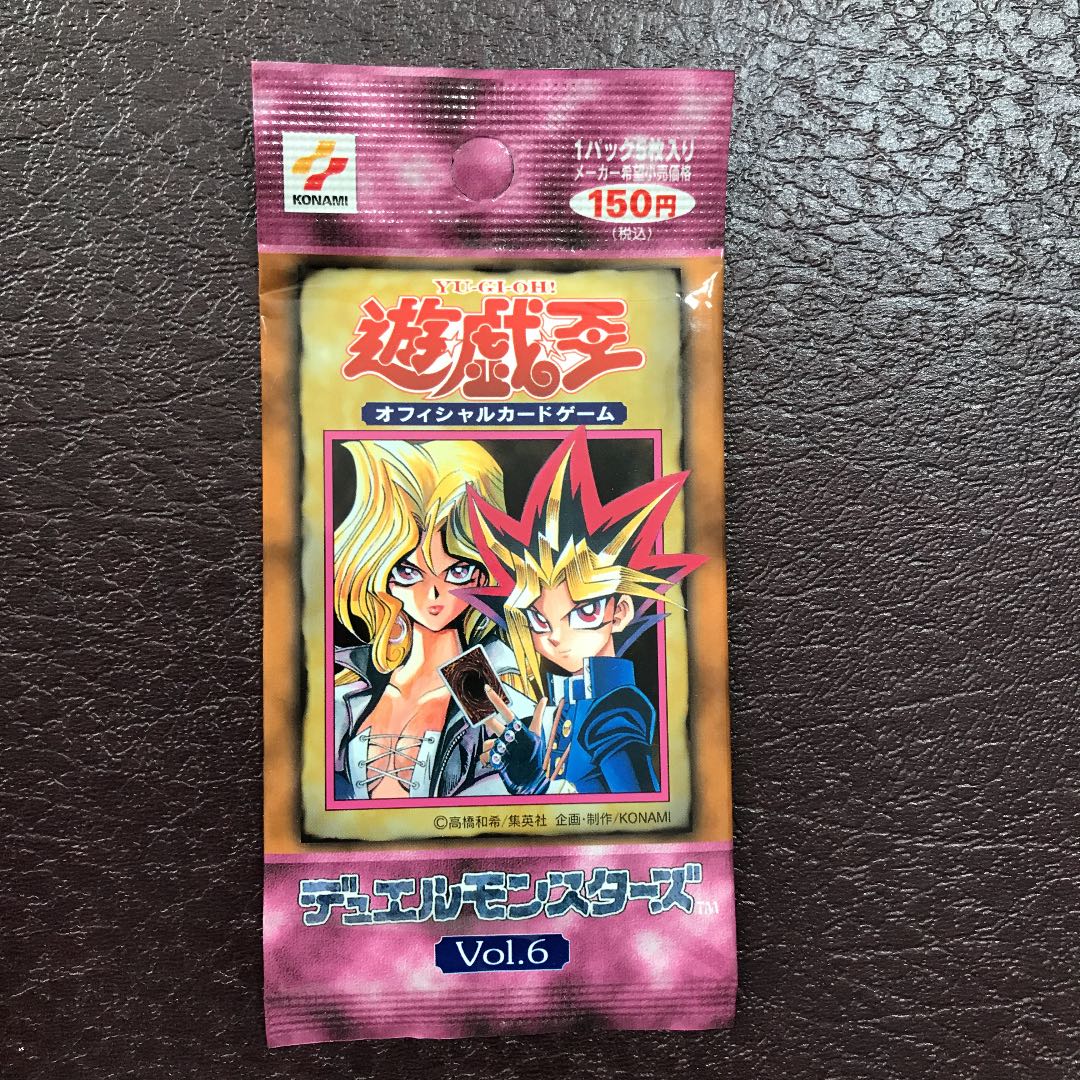 KONAMI
1パック5枚入り
メーカー希望小売価格
150円
(税込)
YU-GI-OH!
遊戯王
オフィシャルカードゲーム
©高橋和希/集英社 企画・制作/KONAMI
デュエルモンスターズ™
Vol.6